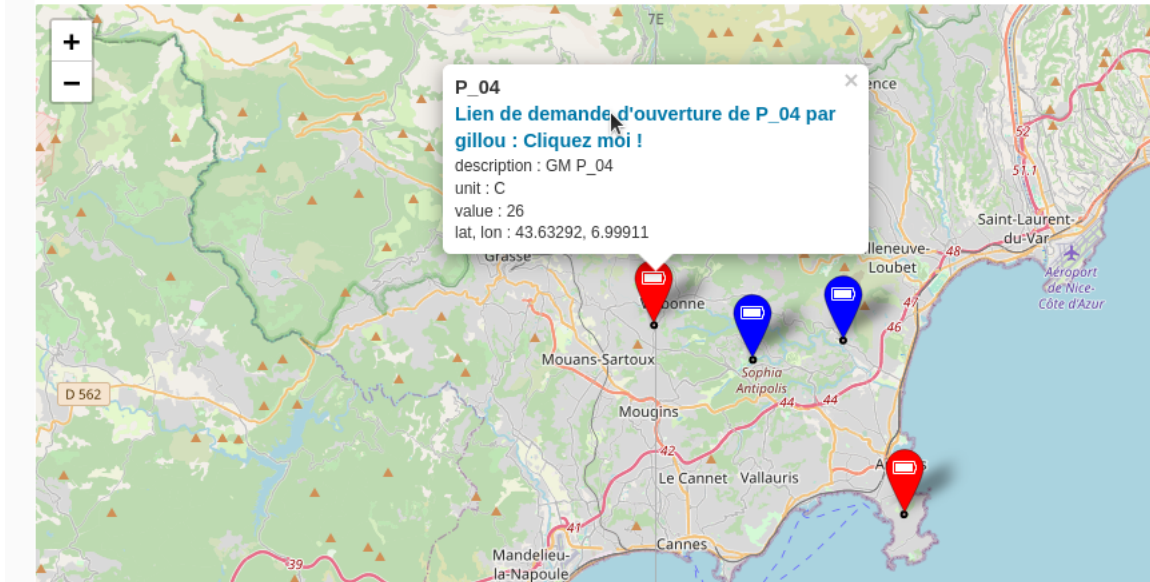 +
−
7E
P_04
×
Lien de demande d'ouverture de P_04 par
gillou : Cliquez moi !
description : GM P_04
unit : C
value : 26
lat, lon : 43.63292, 6.99911
52
51.1
Saint-Laurent-
du-Var
48
Loubet
Aéroport
de Nice-
Côte d'Azur
47
46
Mouans-Sartoux
Sophia
Antipolis
D 562
44
44
Mougins
42
Le Cannet
Vallauris
41
Cannes
39
Mandelieu-
la-Napoule